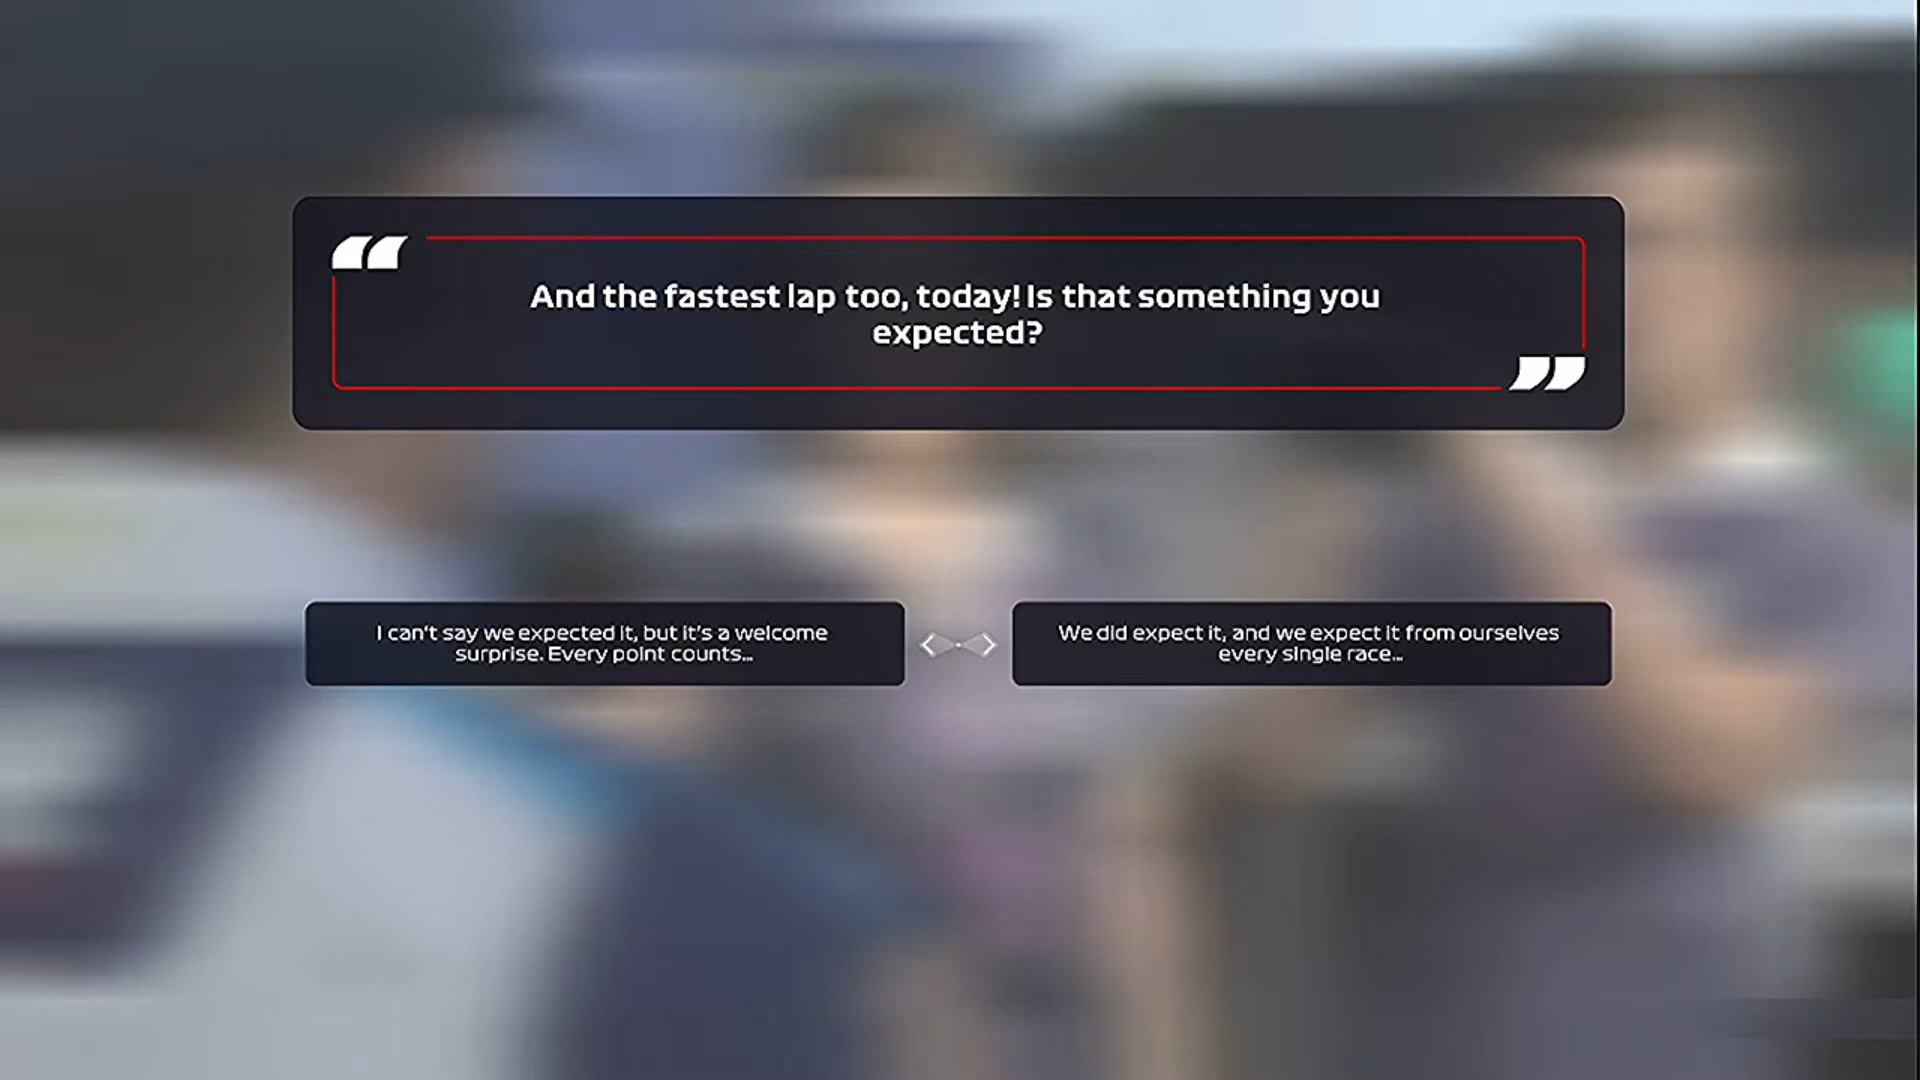 And the fastest lap too, today! Is that something you
expected?
I can't say we expected it, but it's a welcome
surprise. Every point counts...
We did expect it, and we expect it from ourselves
every single race...